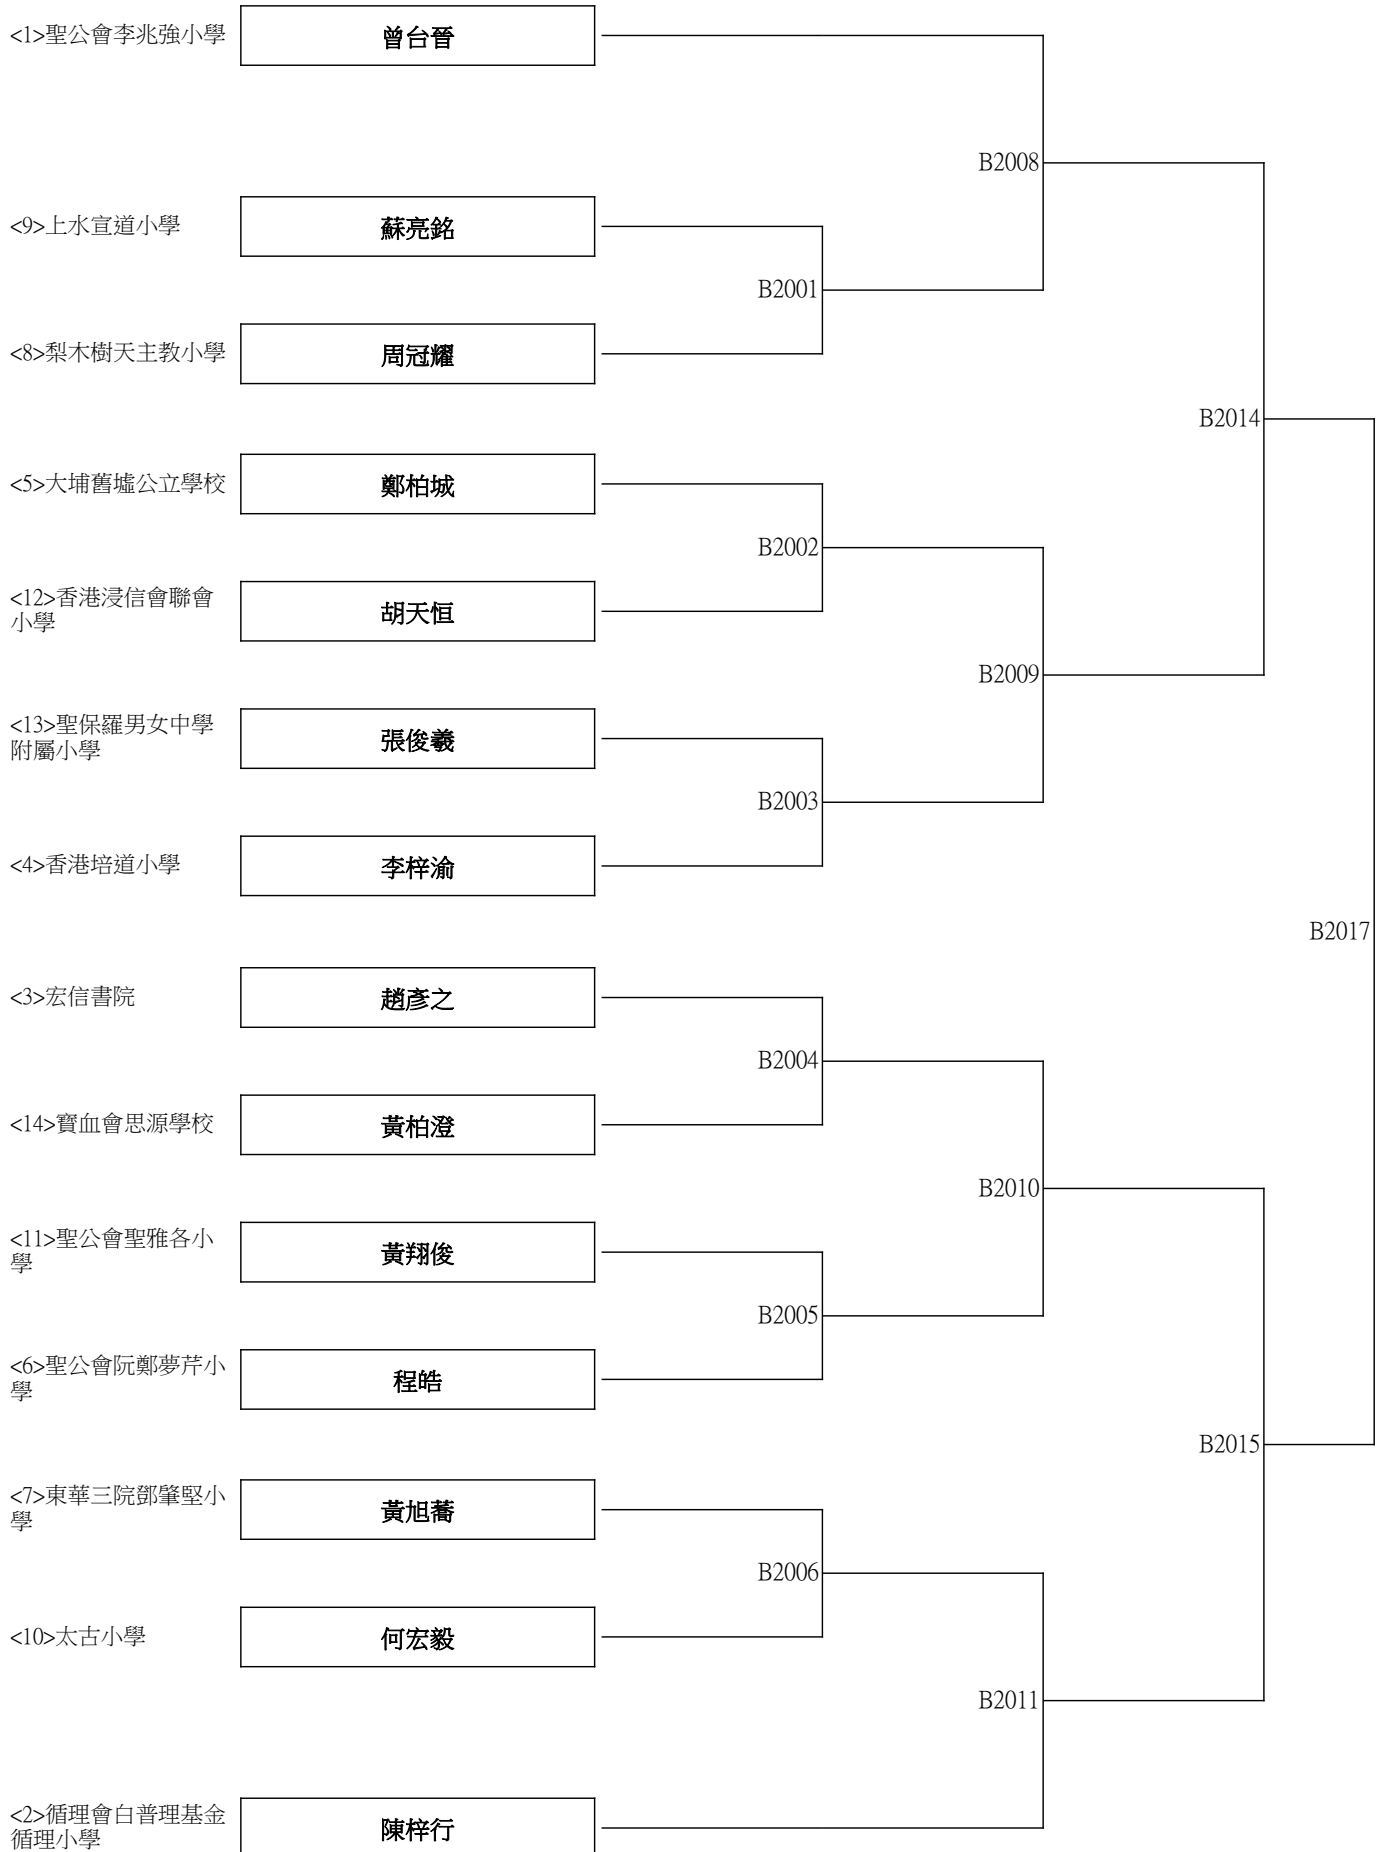 <1>聖公會李兆強小學
曾台晉
B2008
<9>上水宣道小學
蘇亮銘
B2001
<8>梨木樹天主教小學
周冠耀
B2014
<5>大埔舊墟公立學校
鄭柏城
B2002
<12>香港浸信會聯會
小學
胡天恒
B2009
<13>聖保羅男女中學
附屬小學
張俊羲
B2003
<4>香港培道小學
李梓渝
B2017
<3>宏信書院
趙彥之
B2004
<14>寶血會思源學校
黃柏澄
B2010
<11>聖公會聖雅各小
學
黃翔俊
B2005
<6>聖公會阮鄭夢芹小
學
程皓
B2015
<7>東華三院鄧肇堅小
學
黃旭蕎
B2006
<10>太古小學
何宏毅
B2011
<2>循理會白普理基金
循理小學
陳梓行